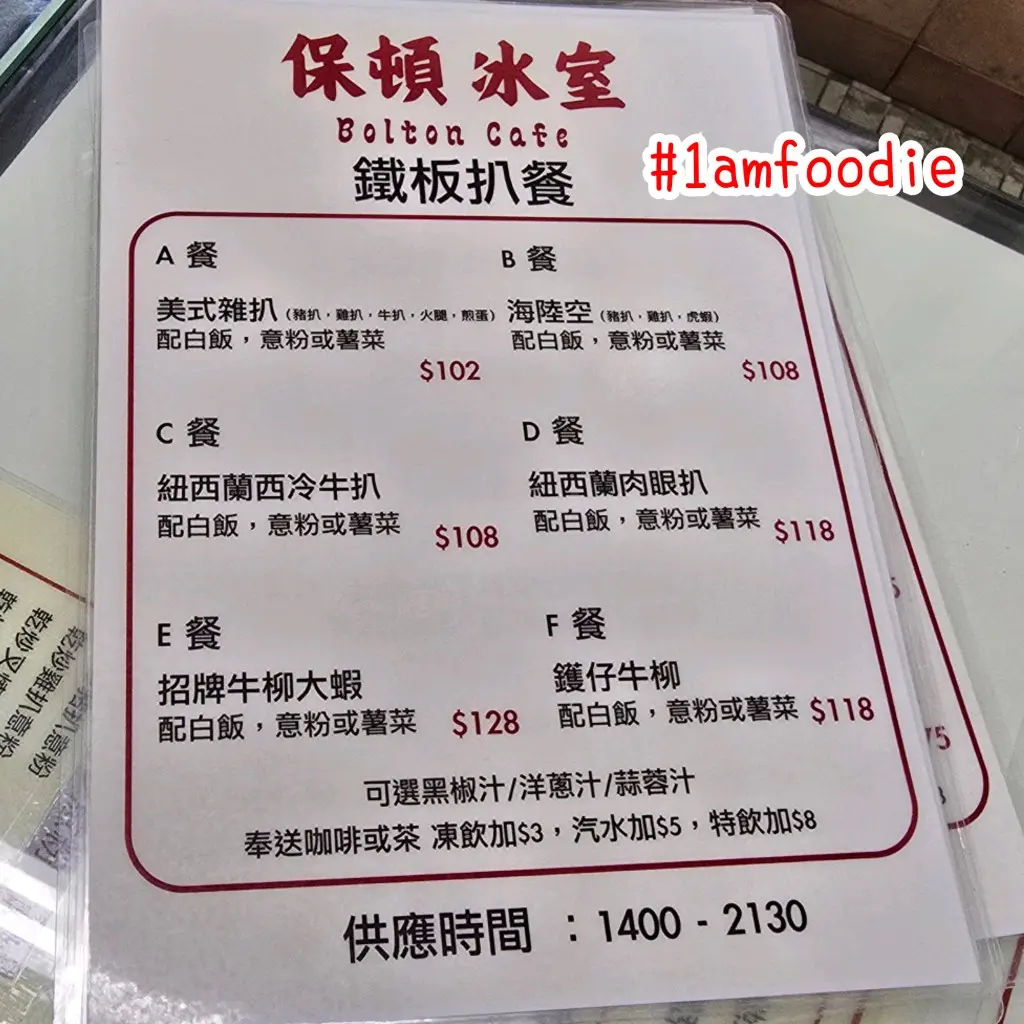 保頓冰室
Bolton Cafe
#1amfoodie
鐵板扒餐
A 餐
美式雜扒 (豬扒，雞扒，牛扒，火腿，煎蛋)
配白飯，意粉或薯菜
$102
B 餐
海陸空 (豬扒，雞扒，虎蝦)
配白飯，意粉或薯菜
$108
C 餐
紐西蘭西冷牛扒
配白飯，意粉或薯菜
$108
D 餐
紐西蘭肉眼扒
配白飯，意粉或薯菜
$118
E 餐
招牌牛柳大蝦
配白飯，意粉或薯菜
$128
F 餐
鑊仔牛柳
配白飯，意粉或薯菜
$118
可選黑椒汁/洋蔥汁/蒜蓉汁
奉送咖啡或茶 凍飲加$3，汽水加$5，特飲加$8
供應時間 ：1400 - 2130
乾炒雞扒意粉